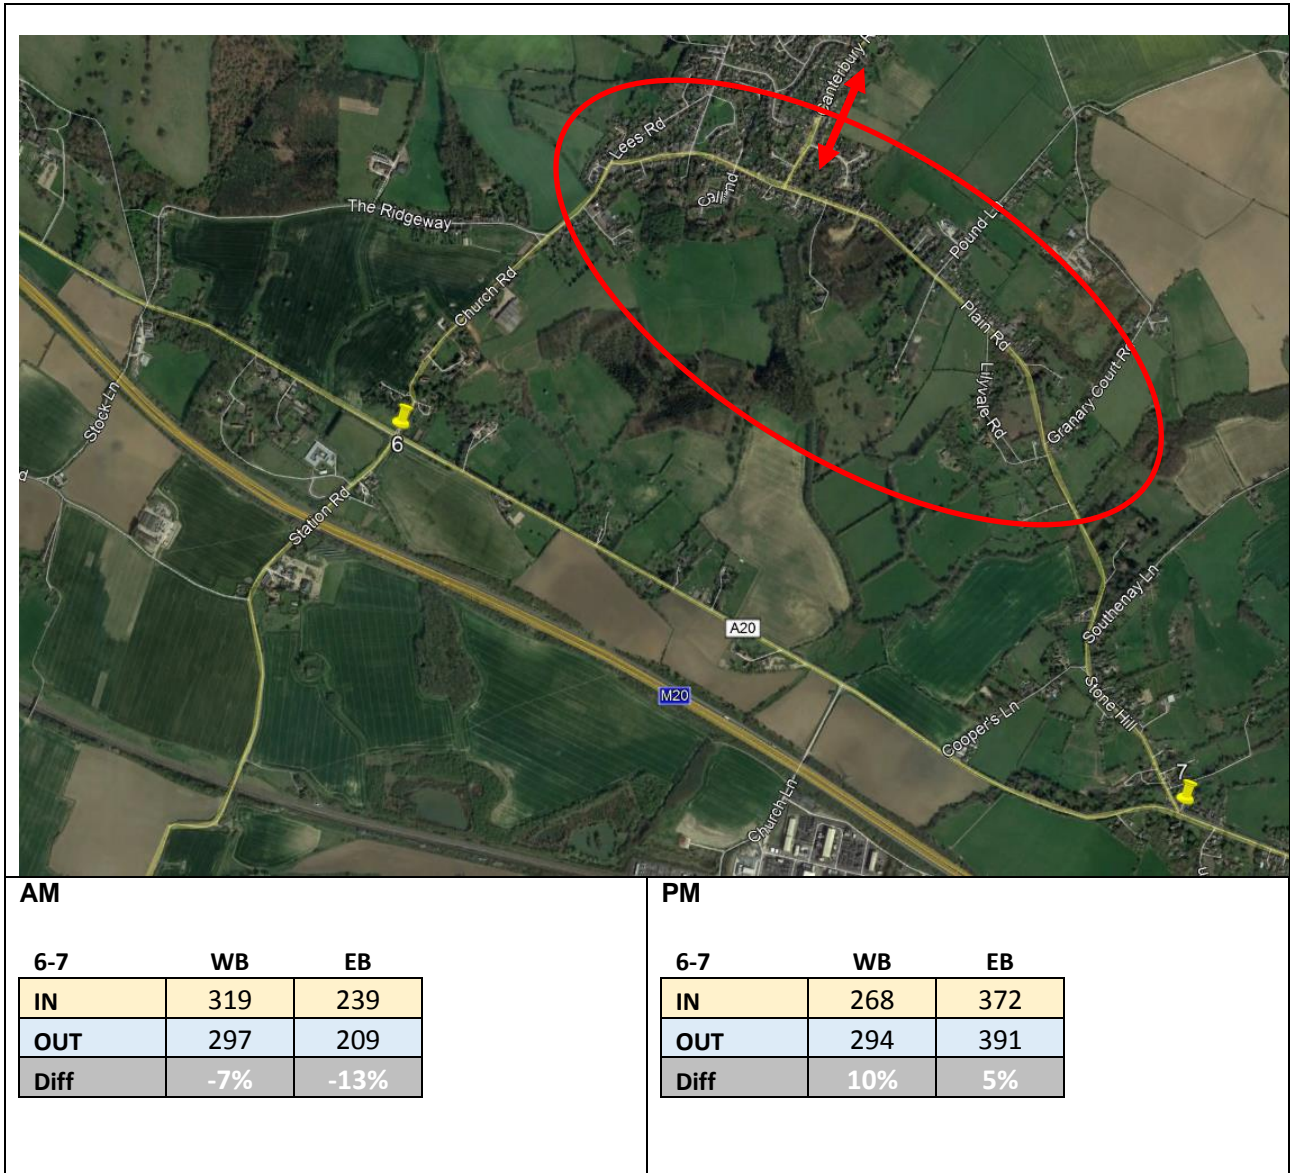 Canterbury R
Lees Rd
The Ridgeway
Pound Ln
Church Rd
Plain Rd
Lilyvale Rd
Granary Court Rd
Stock Ln
6
Station Rd
A20
Southenay Ln
M20
Stone Hill
Cooper's Ln
7
Church Ln
AM
6-7 WB EB
IN 319 239
OUT 297 209
Diff -7% -13%
PM
6-7 WB EB
IN 268 372
OUT 294 391
Diff 10% 5%